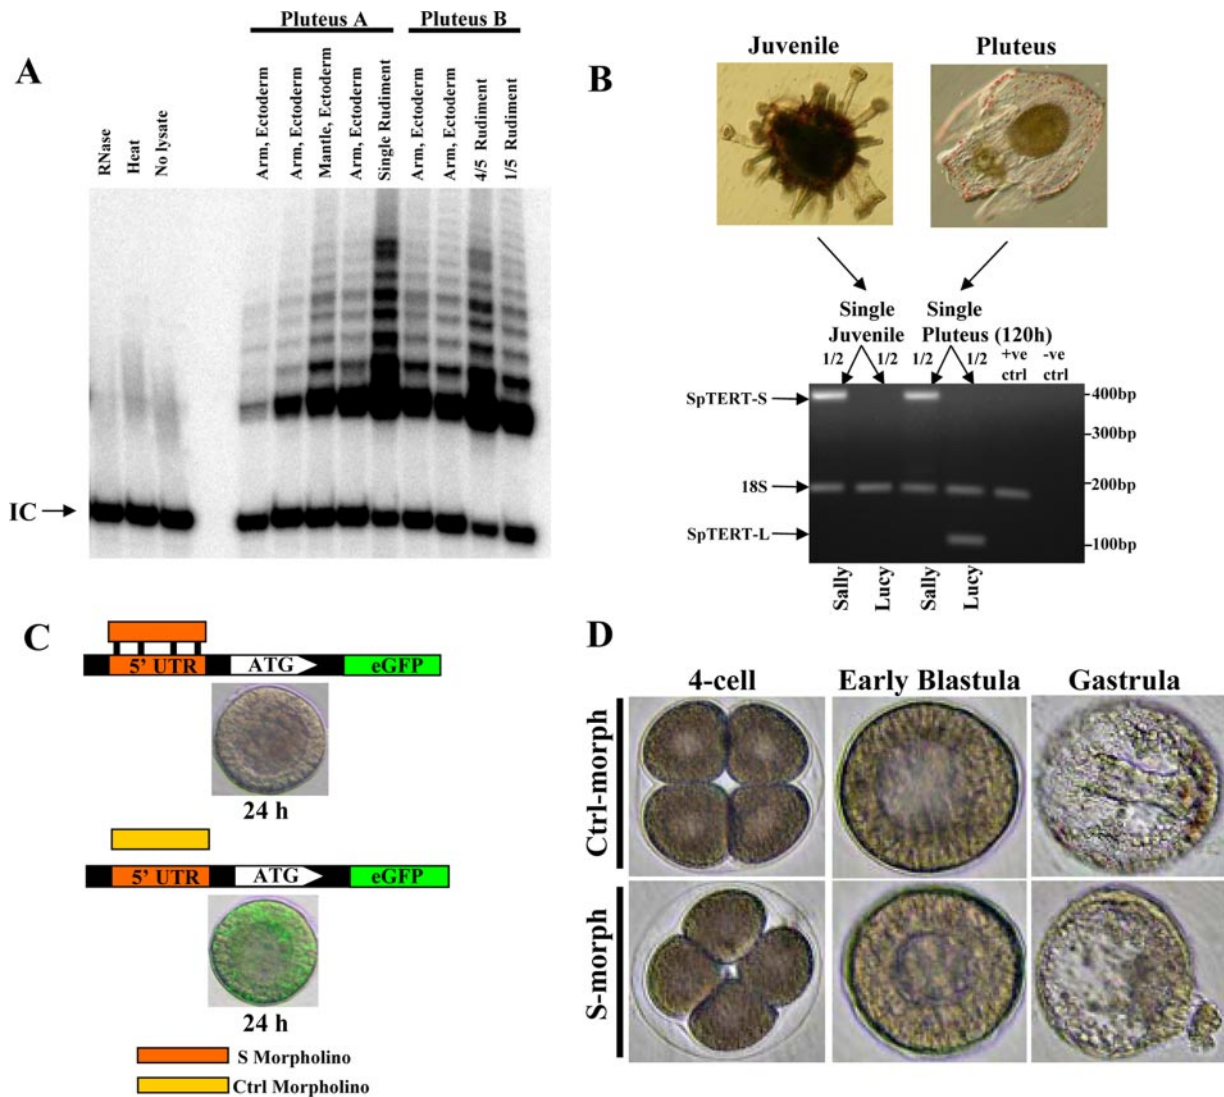 A
Pluteus A
Pluteus B
RNase
Heat
No lysate
Arm, Ectoderm
Arm, Ectoderm
Mantle, Ectoderm
Arm, Ectoderm
Single Rudiment
Arm, Ectoderm
Arm, Ectoderm
4/5 Rudiment
1/5 Rudiment
IC
B
Juvenile
Pluteus
Single Juvenile
Single Pluteus (120h)
1/2
1/2
1/2
1/2
+ve ctrl
-ve ctrl
SpTERT-S
18S
SpTERT-L
-400bp
-300bp
-200bp
-100bp
Sally
Lucy
Sally
Lucy
C
5' UTR
ATG
eGFP
24 h
5' UTR
ATG
eGFP
24 h
S Morpholino
Ctrl Morpholino
D
4-cell
Early Blastula
Gastrula
Ctrl-morph
S-morph